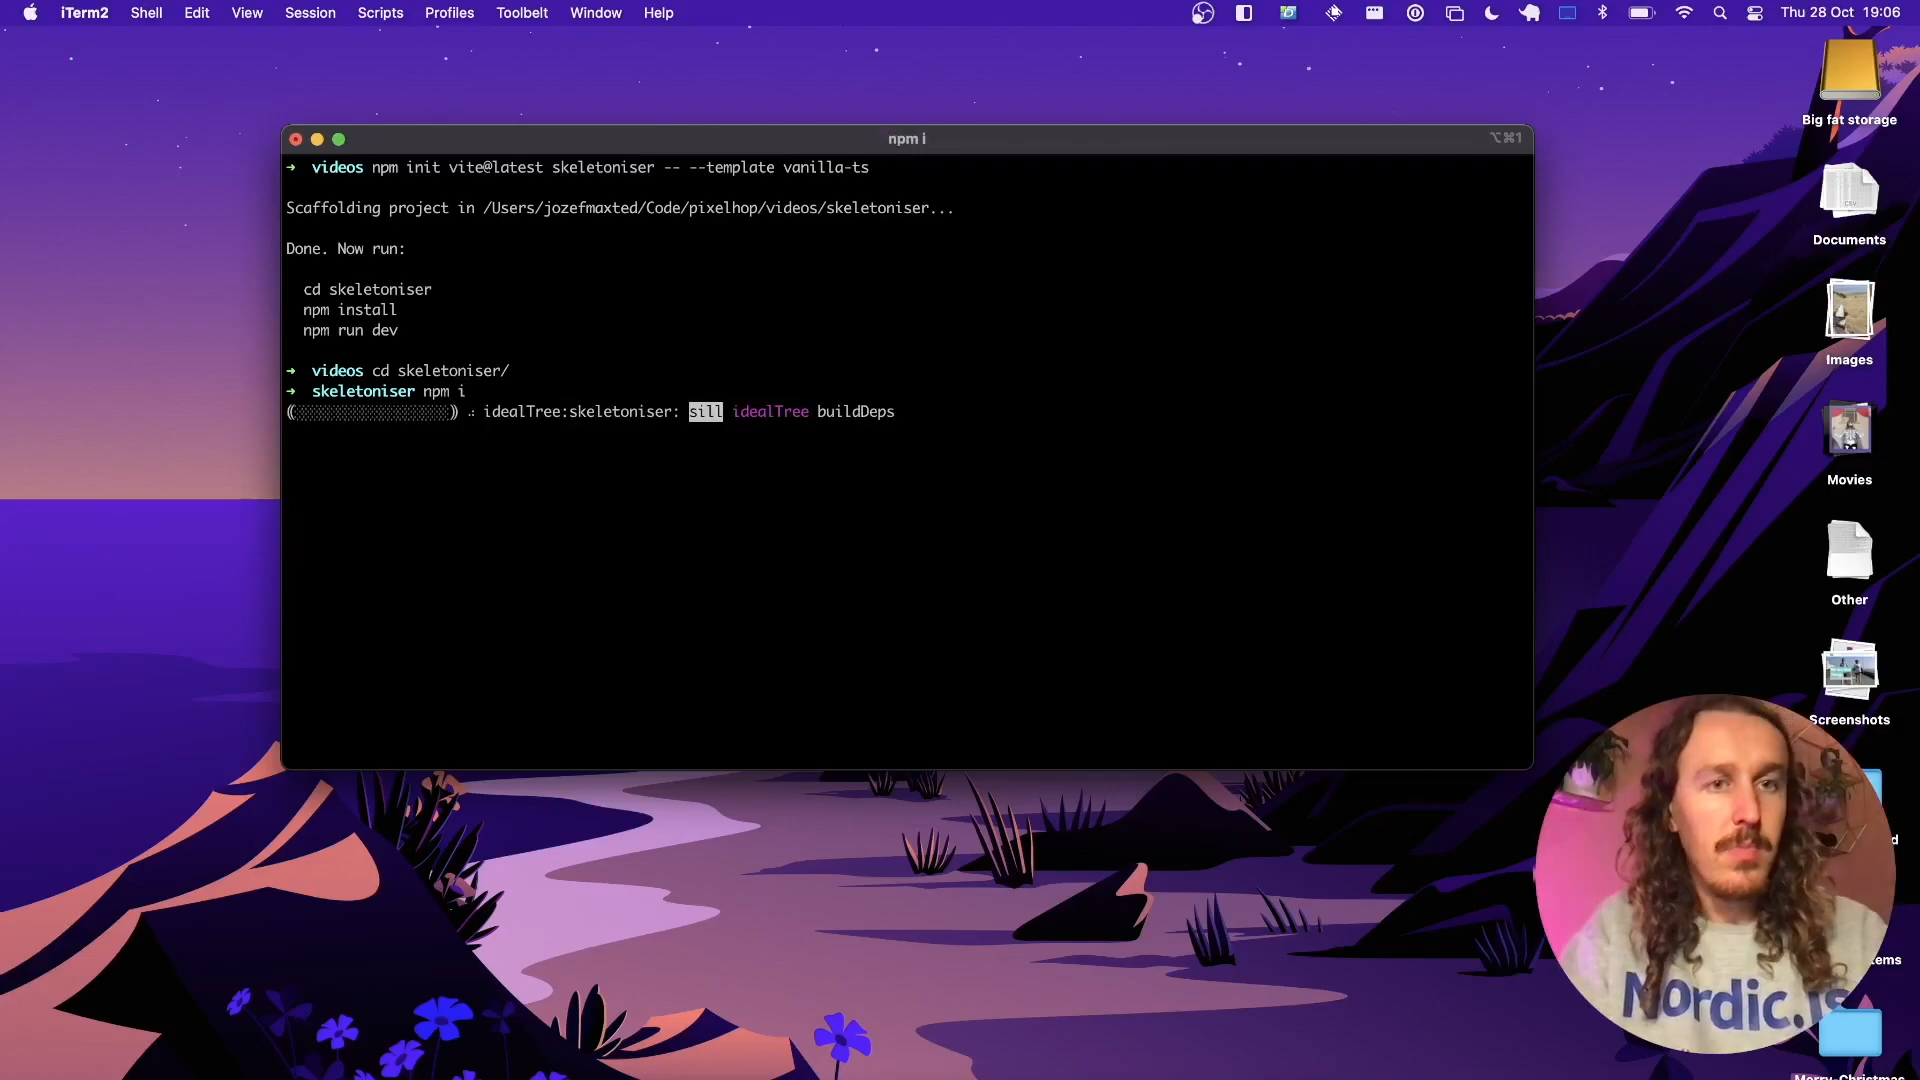 iTerm2 Shell Edit View Session Scripts Profiles Toolbelt Window Help Thu 28 Oct 19:06
npm i ⌥⌘1
➜ videos npm init vite@latest skeletoniser -- --template vanilla-ts
Scaffolding project in /Users/jozefmaxted/Code/pixelhop/videos/skeletoniser...
Done. Now run:
cd skeletoniser
npm install
npm run dev
➜ videos cd skeletoniser/
➜ skeletoniser npm i
(░░░░░░░░░░░░░░░░░░) ⠴ idealTree:skeletoniser: sill idealTree buildDeps
Big fat storage
CSV
Documents
Images
Movies
Other
Screenshots
Nordic.js